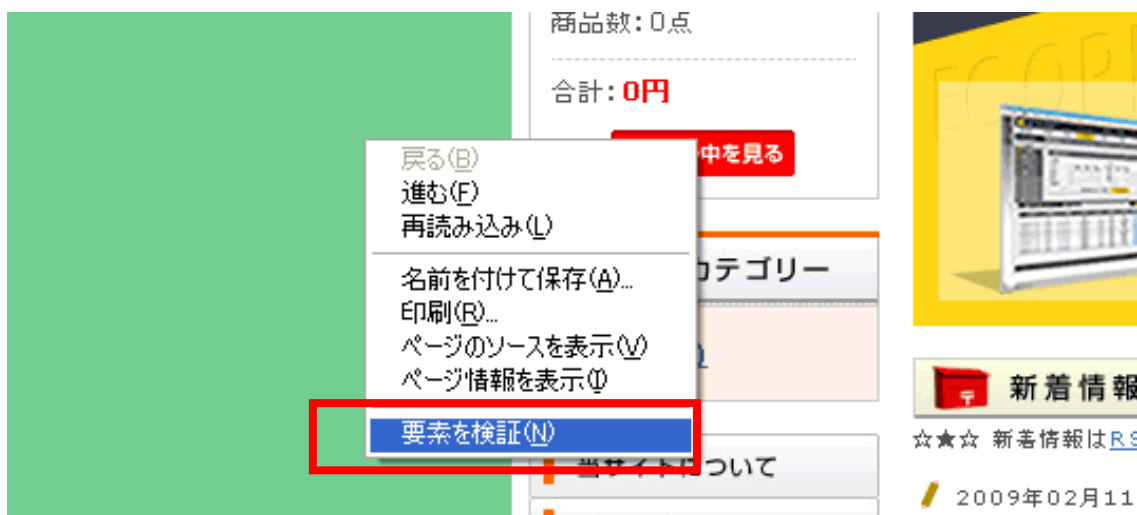 商品数:0点
合計:0円
中を見る
戻る(B)
進む(F)
再読み込み(L)
名前を付けて保存(A)...
印刷(R)...
ページのソースを表示(V)
ページ情報を表示(I)
要素を検証(N)
カテゴリー
当サイトについて
新着情報
☆★☆ 新着情報はRS
2009年02月11